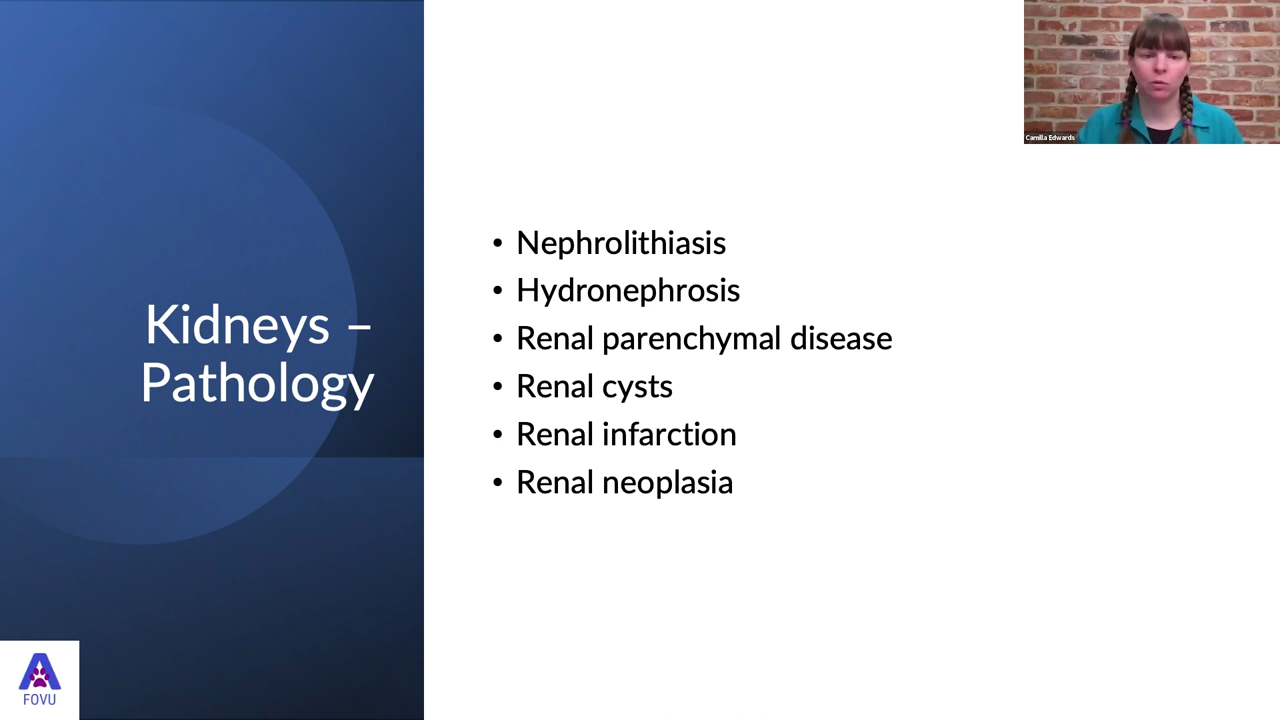 Kidneys –
Pathology
• Nephrolithiasis
• Hydronephrosis
• Renal parenchymal disease
• Renal cysts
• Renal infarction
• Renal neoplasia
Camilla Edwards
FOVU